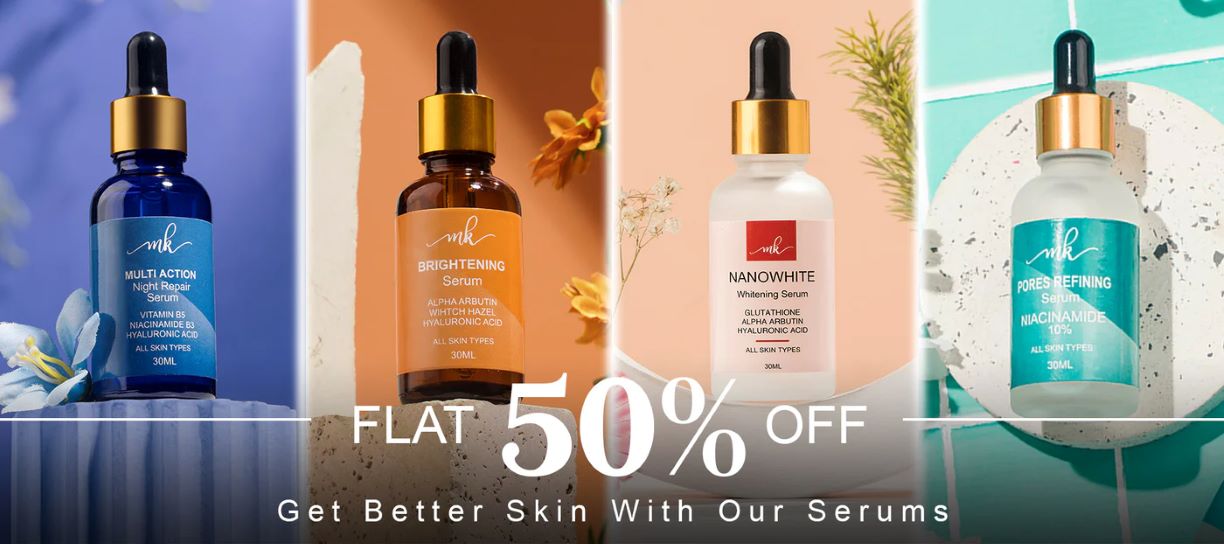 mk
MULTI ACTION
Night Repair
Serum
VITAMIN B5
NIACINAMIDE B3
HYALURONIC ACID
ALL SKIN TYPES
30ML
mk
BRIGHTENING
Serum
ALPHA ARBUTIN
WIHTCH HAZEL
HYALURONIC ACID
ALL SKIN TYPES
30ML
mk
NANOWHITE
Whitening Serum
GLUTATHIONE
ALPHA ARBUTIN
HYALURONIC ACID
ALL SKIN TYPES
30ML
mk
PORES REFINING
Serum
NIACINAMIDE
10%
ALL SKIN TYPES
30ML
FLAT 50% OFF
Get Better Skin With Our Serums